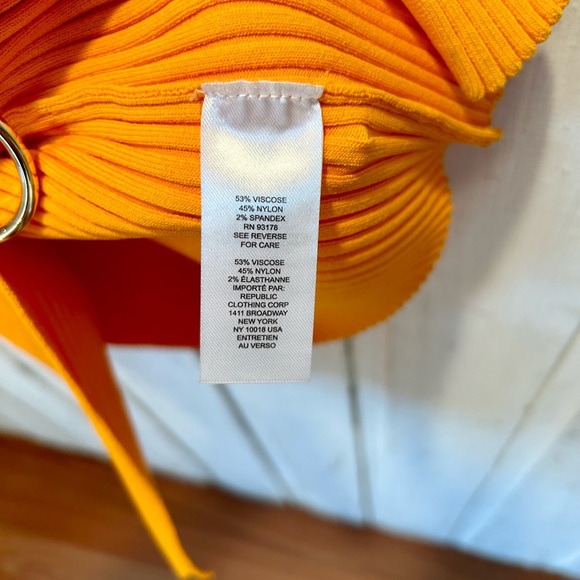 53% VISCOSE
45% NYLON
2% SPANDEX
RN 93178
SEE REVERSE
FOR CARE
53% VISCOSE
45% NYLON
2% ÉLASTHANNE
IMPORTÉ PAR:
REPUBLIC
CLOTHING CORP
1411 BROADWAY
NEW YORK
NY 10018 USA
ENTRETIEN
AU VERSO